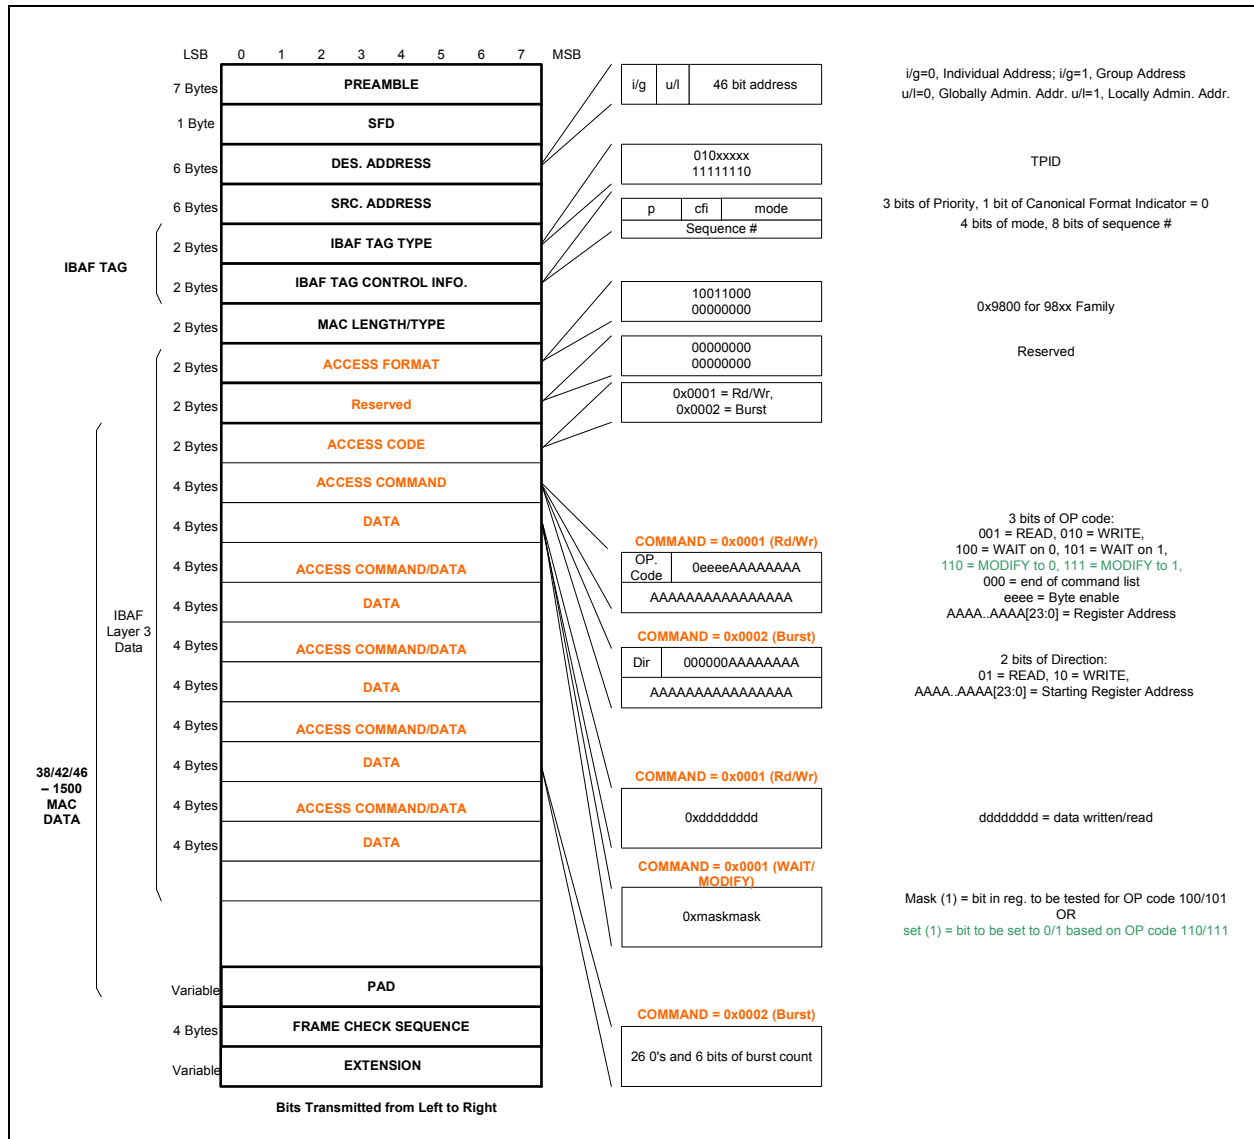 LSB 0 1 2 3 4 5 6 7 MSB
7 Bytes PREAMBLE
i/g u/l 46 bit address
i/g=0, Individual Address; i/g=1, Group Address
u/l=0, Globally Admin. Addr. u/l=1, Locally Admin. Addr.
1 Byte SFD
6 Bytes DES. ADDRESS
010xxxxx
11111110
TPID
6 Bytes SRC. ADDRESS
p cfi mode
Sequence #
3 bits of Priority, 1 bit of Canonical Format Indicator = 0
4 bits of mode, 8 bits of sequence #
IBAF TAG
2 Bytes IBAF TAG TYPE
2 Bytes IBAF TAG CONTROL INFO.
10011000
00000000
0x9800 for 98xx Family
2 Bytes MAC LENGTH/TYPE
00000000
00000000
Reserved
2 Bytes ACCESS FORMAT
2 Bytes Reserved
0x0001 = Rd/Wr,
0x0002 = Burst
2 Bytes ACCESS CODE
4 Bytes ACCESS COMMAND
4 Bytes DATA
COMMAND = 0x0001 (Rd/Wr)
OP.
Code
0eeeeAAAAAAAA
AAAAAAAAAAAAAAAA
3 bits of OP code:
001 = READ, 010 = WRITE,
100 = WAIT on 0, 101 = WAIT on 1,
110 = MODIFY to 0, 111 = MODIFY to 1,
000 = end of command list
eeee = Byte enable
AAAA..AAAA[23:0] = Register Address
4 Bytes ACCESS COMMAND/DATA
4 Bytes DATA
IBAF
Layer 3
Data
4 Bytes ACCESS COMMAND/DATA
COMMAND = 0x0002 (Burst)
Dir 000000AAAAAAAA
AAAAAAAAAAAAAAAA
2 bits of Direction:
01 = READ, 10 = WRITE,
AAAA..AAAA[23:0] = Starting Register Address
4 Bytes DATA
4 Bytes ACCESS COMMAND/DATA
4 Bytes DATA
38/42/46
– 1500
MAC
DATA
COMMAND = 0x0001 (Rd/Wr)
0xdddddddd
dddddddd = data written/read
4 Bytes ACCESS COMMAND/DATA
4 Bytes DATA
COMMAND = 0x0001 (WAIT/
MODIFY)
0xmaskmask
Mask (1) = bit in reg. to be tested for OP code 100/101
OR
set (1) = bit to be set to 0/1 based on OP code 110/111
Variable PAD
COMMAND = 0x0002 (Burst)
4 Bytes FRAME CHECK SEQUENCE
26 0's and 6 bits of burst count
Variable EXTENSION
Bits Transmitted from Left to Right